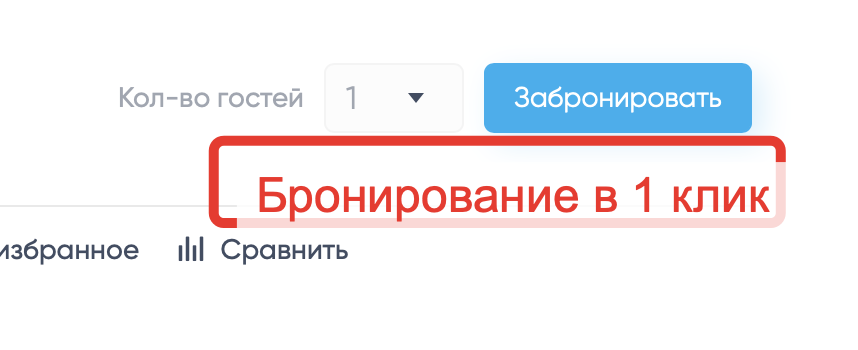 Кол-во гостей 1 Забронировать
Бронирование в 1 клик
избранное Сравнить